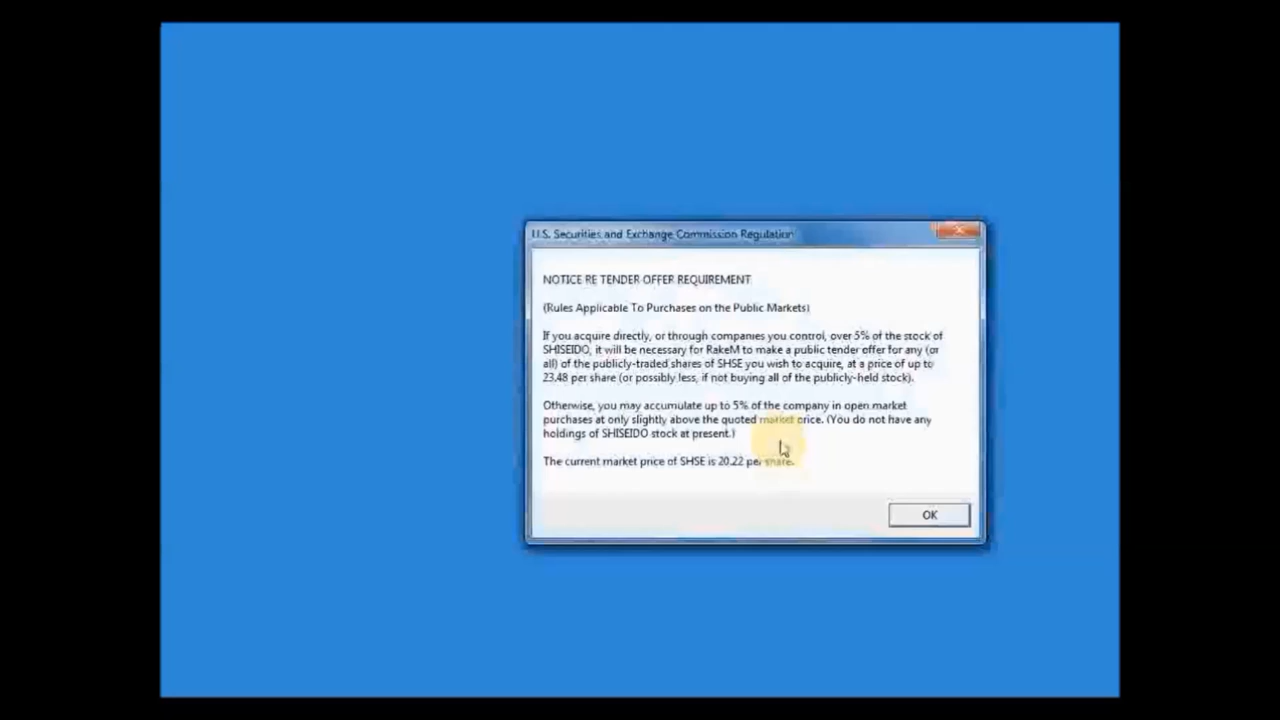 U.S. Securities and Exchange Commission Regulation
NOTICE RE TENDER OFFER REQUIREMENT
(Rules Applicable To Purchases on the Public Markets)
If you acquire directly, or through companies you control, over 5% of the stock of
SHISEIDO, it will be necessary for RakeM to make a public tender offer for any (or
all) of the publicly-traded shares of SHSE you wish to acquire, at a price of up to
23.48 per share (or possibly less, if not buying all of the publicly-held stock).
Otherwise, you may accumulate up to 5% of the company in open market
purchases at only slightly above the quoted market price. (You do not have any
holdings of SHISEIDO stock at present.)
The current market price of SHSE is 20.22 per share.
OK